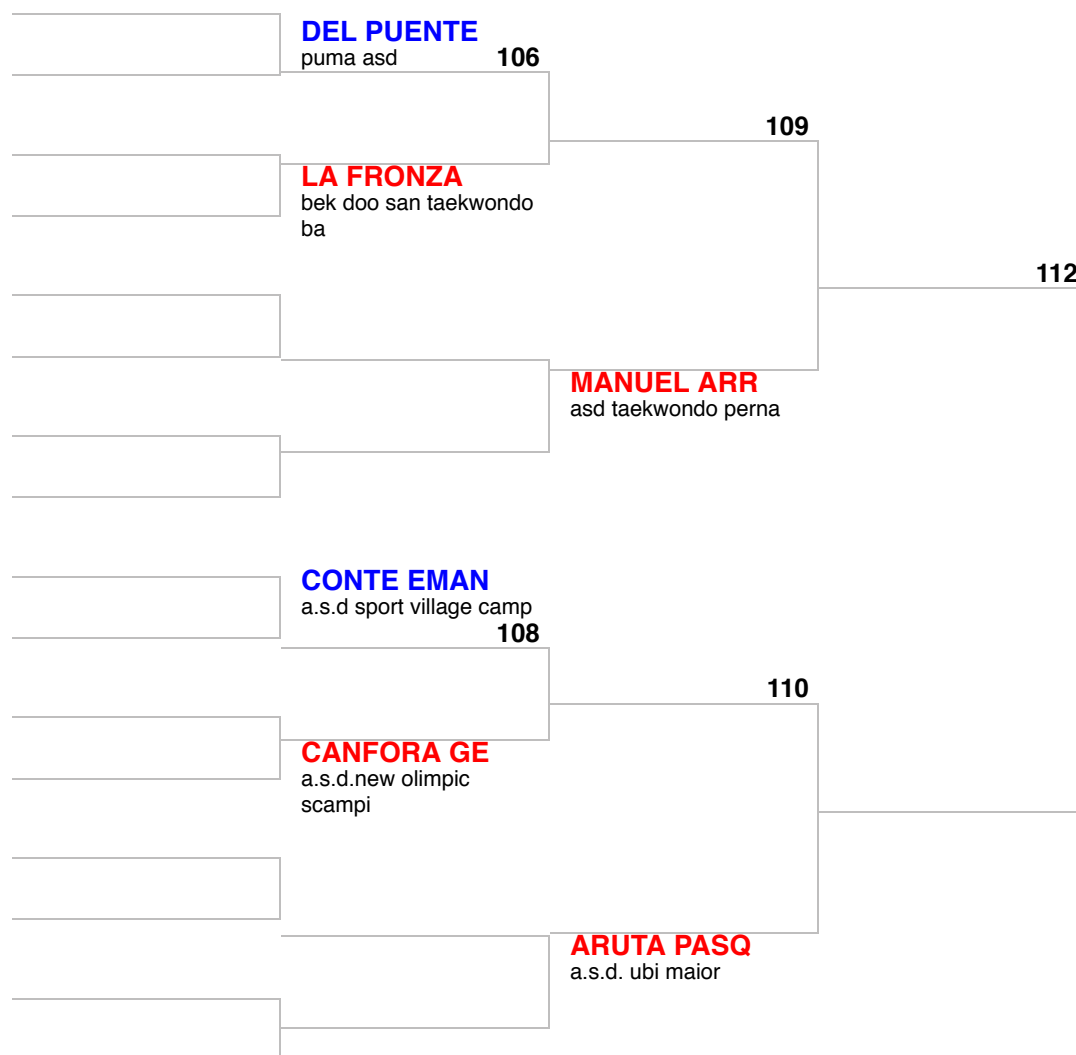 DEL PUENTE
puma asd
106
109
LA FRONZA
bek doo san taekwondo
ba
112
MANUEL ARR
asd taekwondo perna
CONTE EMAN
a.s.d sport village camp
108
110
CANFORA GE
a.s.d.new olimpic
scampi
ARUTA PASQ
a.s.d. ubi maior